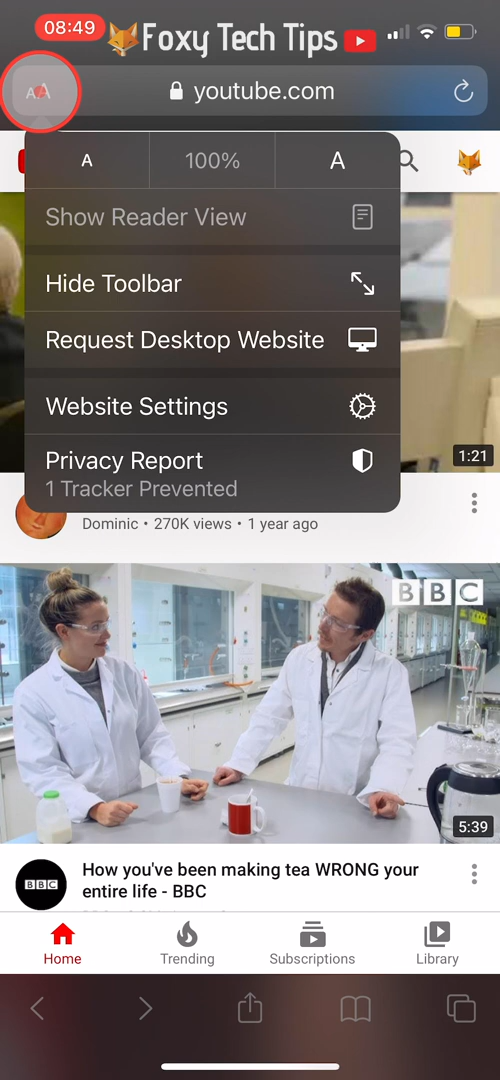 08:49
Foxy Tech Tips
AA
youtube.com
A 100% A
Show Reader View
Hide Toolbar
Request Desktop Website
Website Settings
Privacy Report
1 Tracker Prevented
1:21
Dominic • 270K views • 1 year ago
BBC
5:39
BBC
How you've been making tea WRONG your
entire life - BBC
Home Trending Subscriptions Library